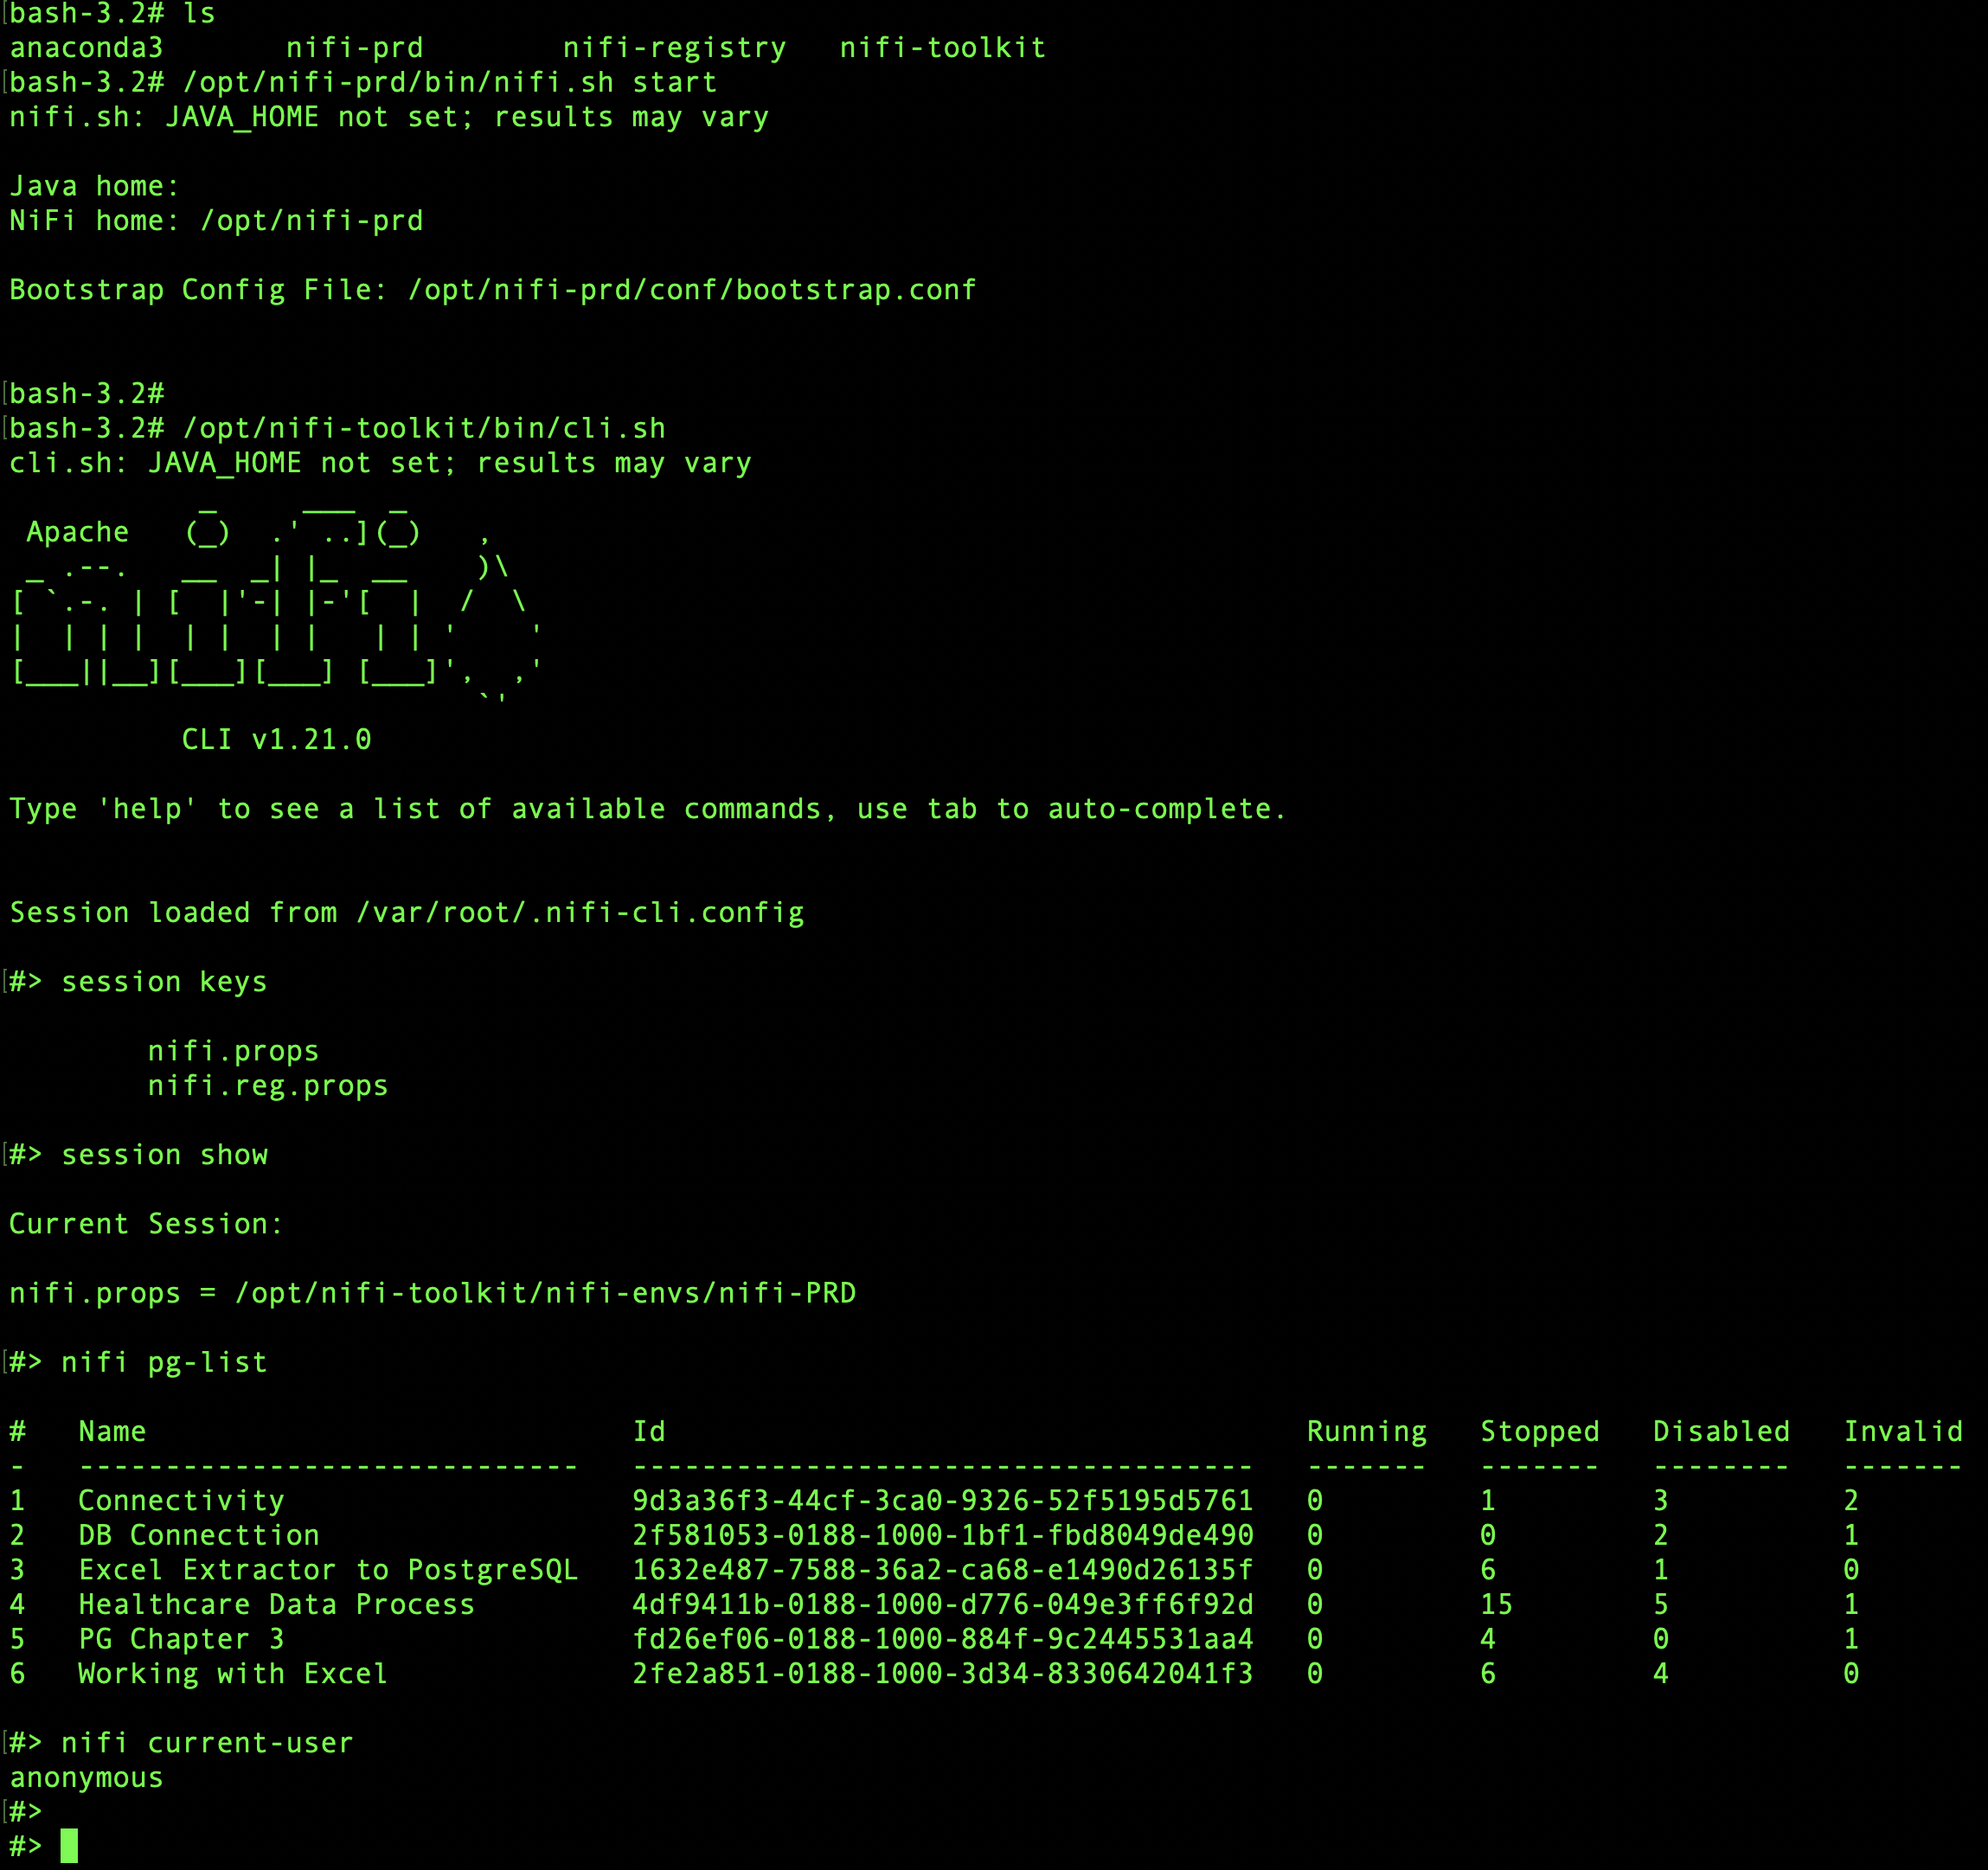 bash-3.2# ls
anaconda3       nifi-prd        nifi-registry   nifi-toolkit
bash-3.2# /opt/nifi-prd/bin/nifi.sh start
nifi.sh: JAVA_HOME not set; results may vary

Java home:
NiFi home: /opt/nifi-prd

Bootstrap Config File: /opt/nifi-prd/conf/bootstrap.conf


bash-3.2#
bash-3.2# /opt/nifi-toolkit/bin/cli.sh
cli.sh: JAVA_HOME not set; results may vary
           _     ___  _
 Apache   (_)  .' ..](_)   ,
 _ .--.   __  _| |_  __    )\
[ `.-. | [  |'-| |-'[  |  /  \
|  | | |  | |  | |   | | '    '
[___||__][___][___] [___]',  ,'
                           `'
          CLI v1.21.0

Type 'help' to see a list of available commands, use tab to auto-complete.


Session loaded from /var/root/.nifi-cli.config

#> session keys

        nifi.props
        nifi.reg.props

#> session show

Current Session:

nifi.props = /opt/nifi-toolkit/nifi-envs/nifi-PRD

#> nifi pg-list

#   Name                            Id                                     Running   Stopped   Disabled   Invalid
-   -----------------------------   ------------------------------------   -------   -------   --------   -------
1   Connectivity                    9d3a36f3-44cf-3ca0-9326-52f5195d5761   0         1         3          2
2   DB Connecttion                  2f581053-0188-1000-1bf1-fbd8049de490   0         0         2          1
3   Excel Extractor to PostgreSQL   1632e487-7588-36a2-ca68-e1490d26135f   0         6         1          0
4   Healthcare Data Process         4df9411b-0188-1000-d776-049e3ff6f92d   0         15        5          1
5   PG Chapter 3                    fd26ef06-0188-1000-884f-9c2445531aa4   0         4         0          1
6   Working with Excel              2fe2a851-0188-1000-3d34-8330642041f3   0         6         4          0

#> nifi current-user
anonymous
#>
#>